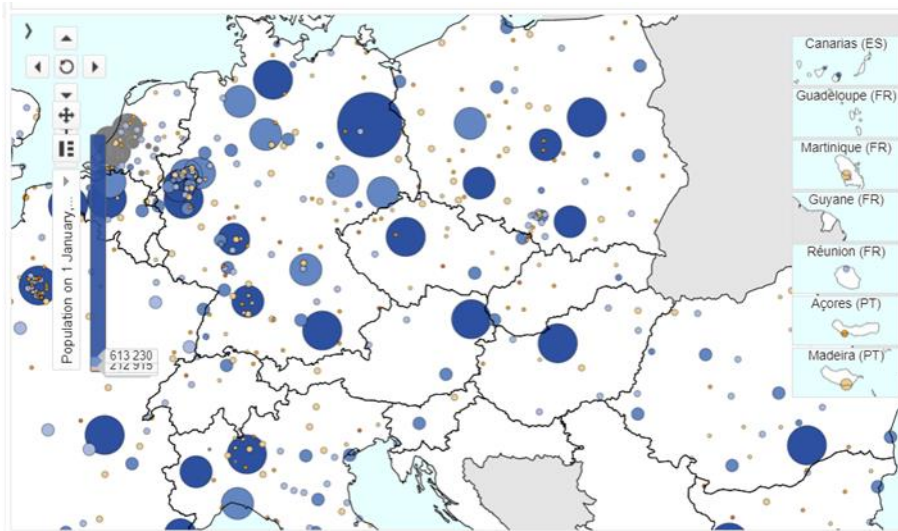 Canarias (ES)
Guadeloupe (FR)
Martinique (FR)
Guyane (FR)
Réunion (FR)
Açores (PT)
Madeira (PT)
Population on 1 January,...
613 230
212 915